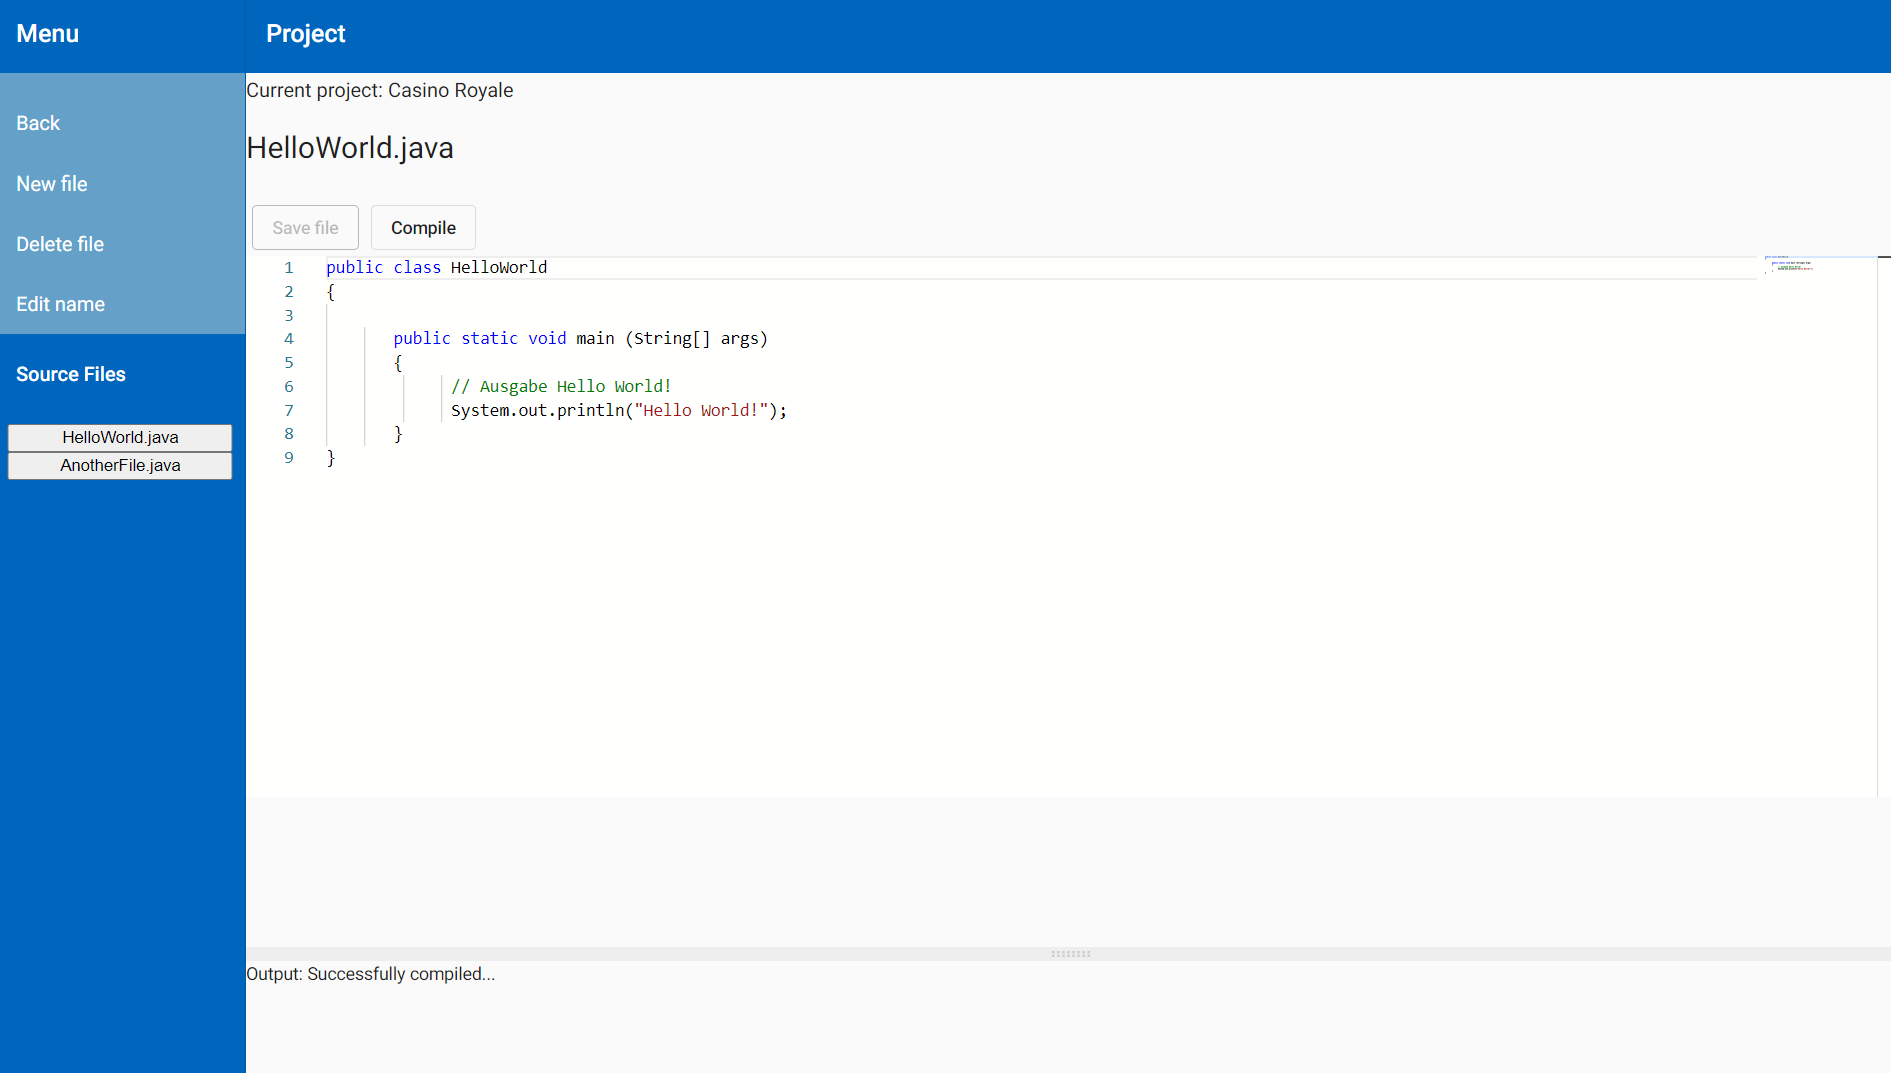 Menu
Project
Back
New file
Delete file
Edit name
Source Files
HelloWorld.java
AnotherFile.java
Current project: Casino Royale
HelloWorld.java
Save file
Compile
1 public class HelloWorld
2 {
3
4 public static void main (String[] args)
5 {
6 // Ausgabe Hello World!
7 System.out.println("Hello World!");
8 }
9 }
Output: Successfully compiled...